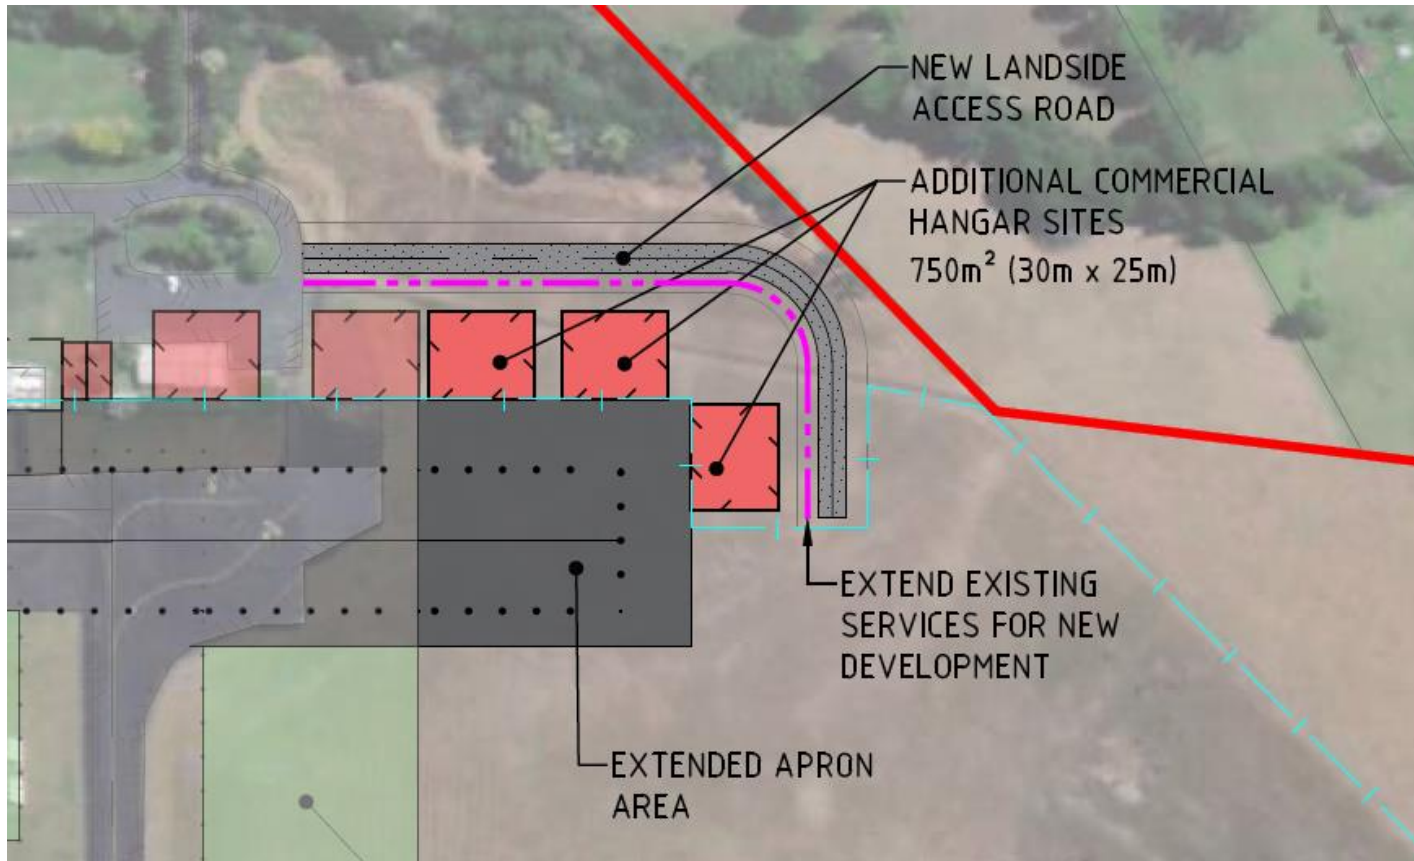 NEW LANDSIDE
ACCESS ROAD
ADDITIONAL COMMERCIAL
HANGAR SITES
750m² (30m x 25m)
EXTEND EXISTING
SERVICES FOR NEW
DEVELOPMENT
EXTENDED APRON
AREA